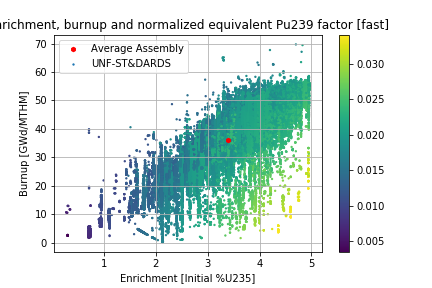 nrichment, burnup and normalized equivalent Pu239 factor [fast]
Average Assembly
UNF-ST&DARDS
Burnup [GWd/MTHM]
70
60
50
40
30
20
10
0
1 2 3 4 5
Enrichment [Initial %U235]
0.030
0.025
0.020
0.015
0.010
0.005